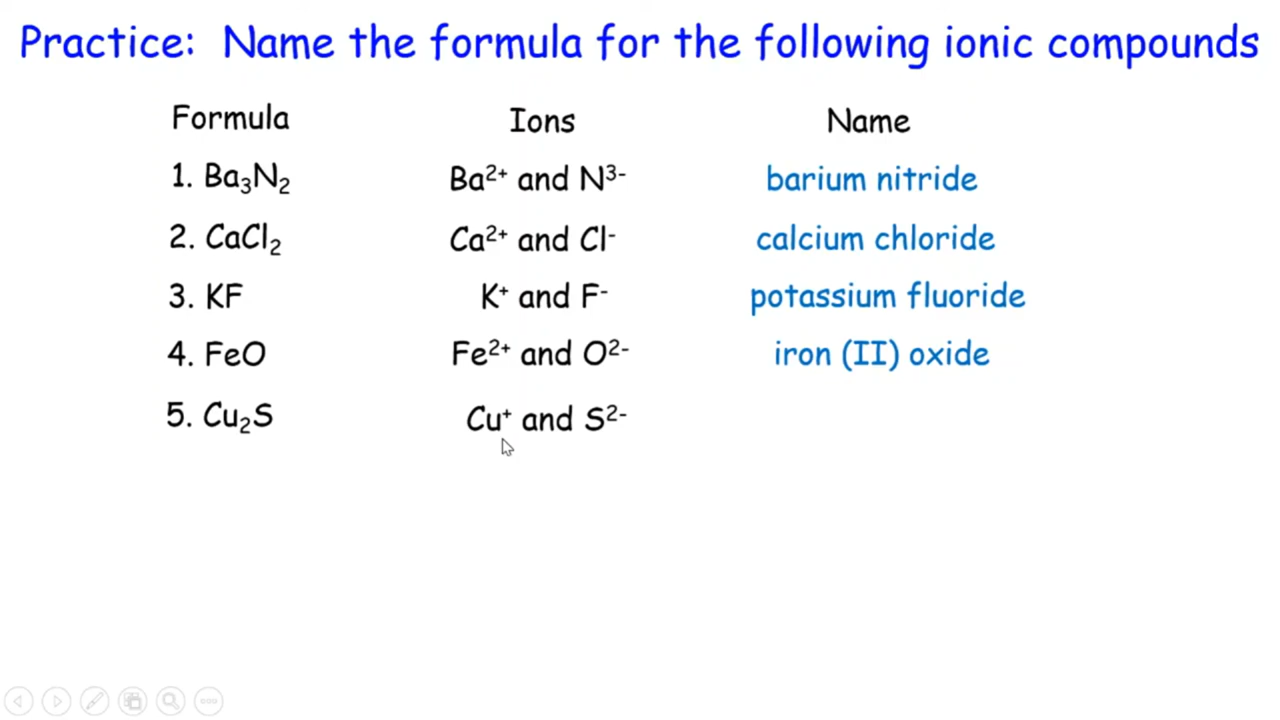 Practice:  Name the formula for the following ionic compounds
Formula Ions Name
1. Ba₃N₂ Ba²⁺ and N³⁻ barium nitride
2. CaCl₂ Ca²⁺ and Cl⁻ calcium chloride
3. KF K⁺ and F⁻ potassium fluoride
4. FeO Fe²⁺ and O²⁻ iron (II) oxide
5. Cu₂S Cu⁺ and S²⁻